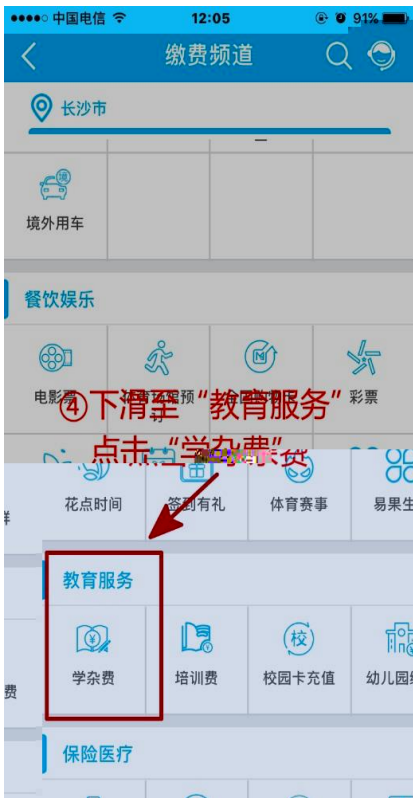 中国电信 12:05 91%
缴费频道
长沙市
境外用车
餐饮娱乐
电影票 彩票
④下滑至“教育服务”
点击“学杂费”
花点时间 签到有礼 体育赛事 易果生
教育服务
学杂费 培训费 校园卡充值 幼儿园
费
保险医疗